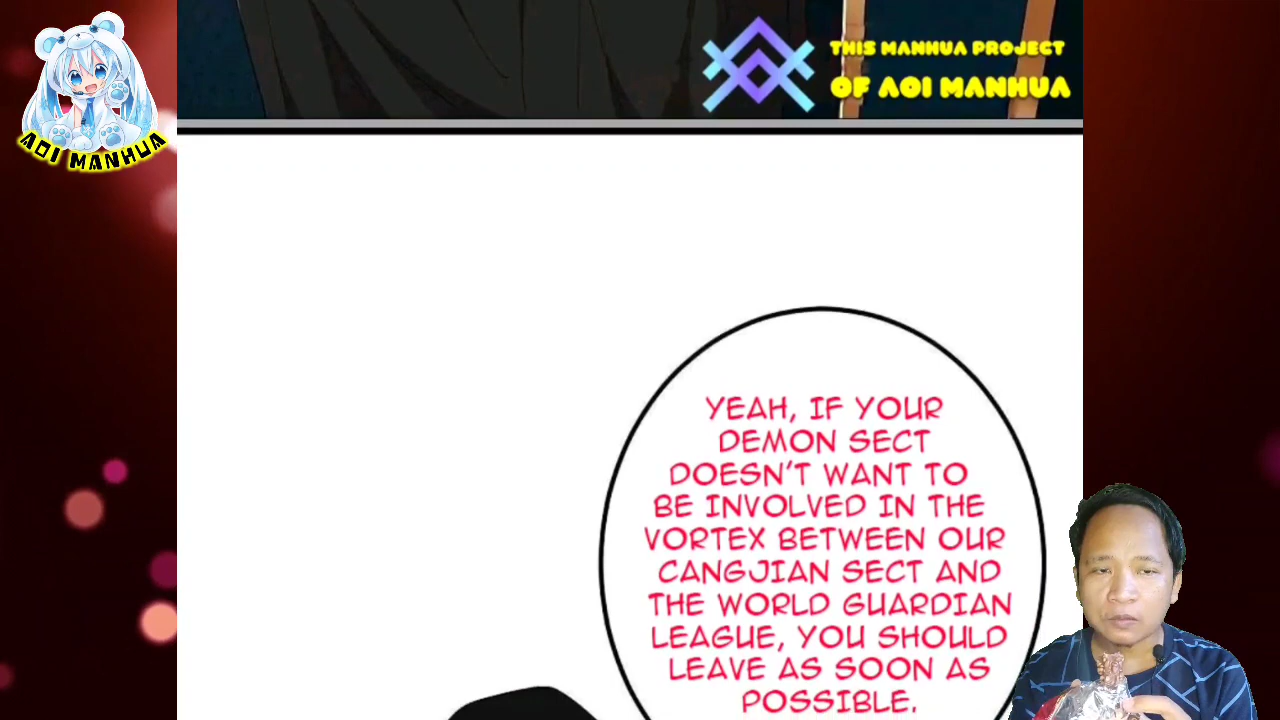 AOI MANHUA
THIS MANHUA PROJECT
OF AOI MANHUA
YEAH, IF YOUR
DEMON SECT
DOESN'T WANT TO
BE INVOLVED IN THE
VORTEX BETWEEN OUR
CANGJIAN SECT AND
THE WORLD GUARDIAN
LEAGUE, YOU SHOULD
LEAVE AS SOON AS
POSSIBLE.